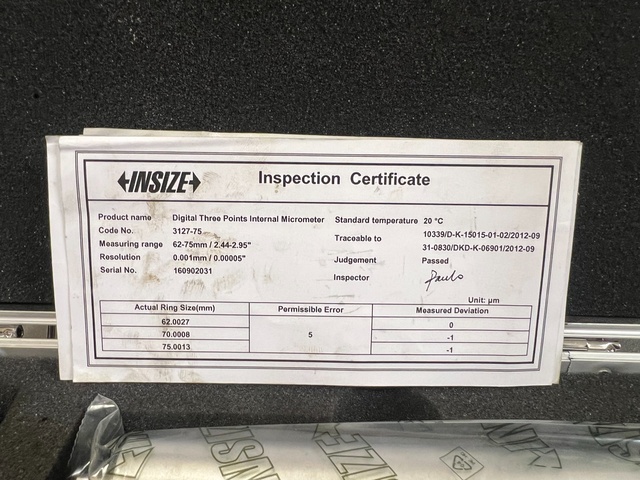 INSIZE
Inspection Certificate
Product name Digital Three Points Internal Micrometer
Code No. 3127-75
Measuring range 62-75mm / 2.44-2.95"
Resolution 0.001mm / 0.00005"
Serial No. 160902031
Standard temperature 20 °C
Traceable to 10339/D-K-15015-01-02/2012-09
31-0830/DKD-K-06901/2012-09
Judgement Passed
Inspector Paulo
Unit: μm
Actual Ring Size(mm) Permissible Error Measured Deviation
62.0027 0
70.0008 5 -1
75.0013 -1